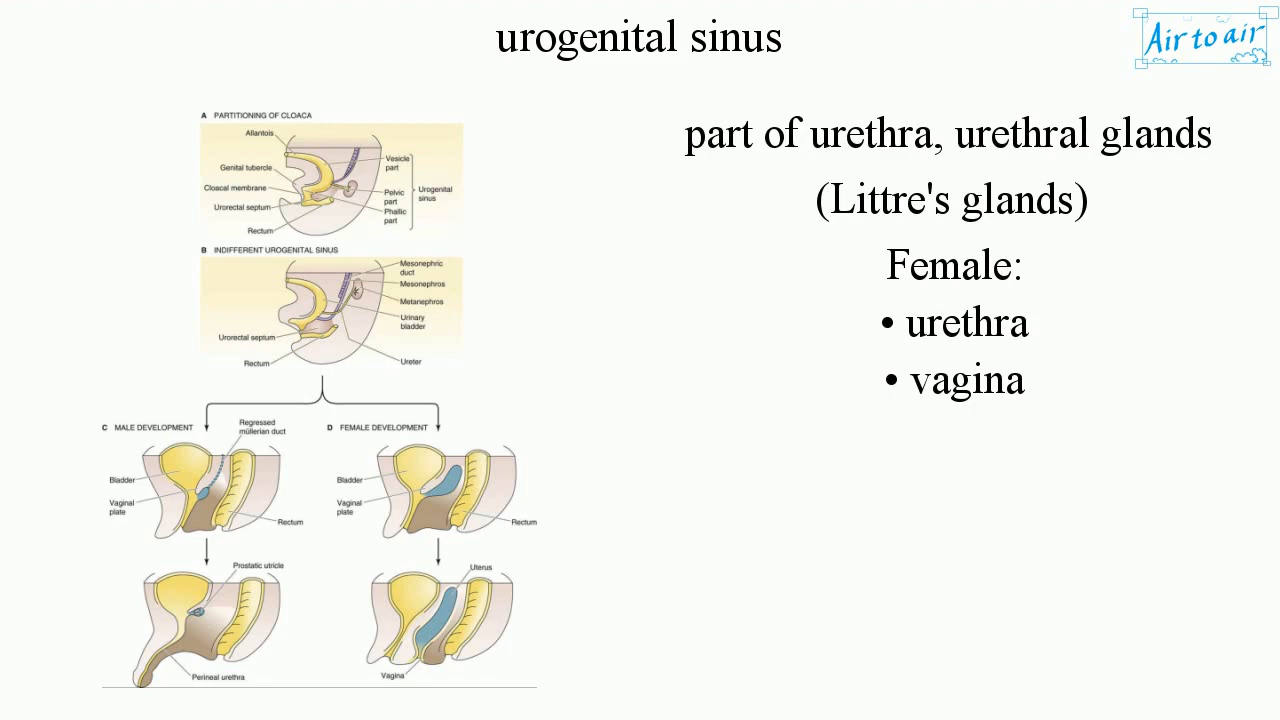 urogenital sinus
Air to air
A PARTITIONING OF CLOACA
Allantois
Genital tubercle
Cloacal membrane
Urorectal septum
Rectum
Vesicle
part
Pelvic
part
Phallic
part
Urogenital
sinus
B INDIFFERENT UROGENITAL SINUS
Mesonephric
duct
Mesonephros
Metanephros
Urinary
bladder
Urorectal septum
Rectum
Ureter
C MALE DEVELOPMENT
Regressed
müllerian duct
Bladder
Vaginal
plate
Rectum
Prostatic utricle
Perineal urethra
D FEMALE DEVELOPMENT
Bladder
Vaginal
plate
Rectum
Uterus
Vagina
part of urethra, urethral glands
(Littre's glands)
Female:
• urethra
• vagina